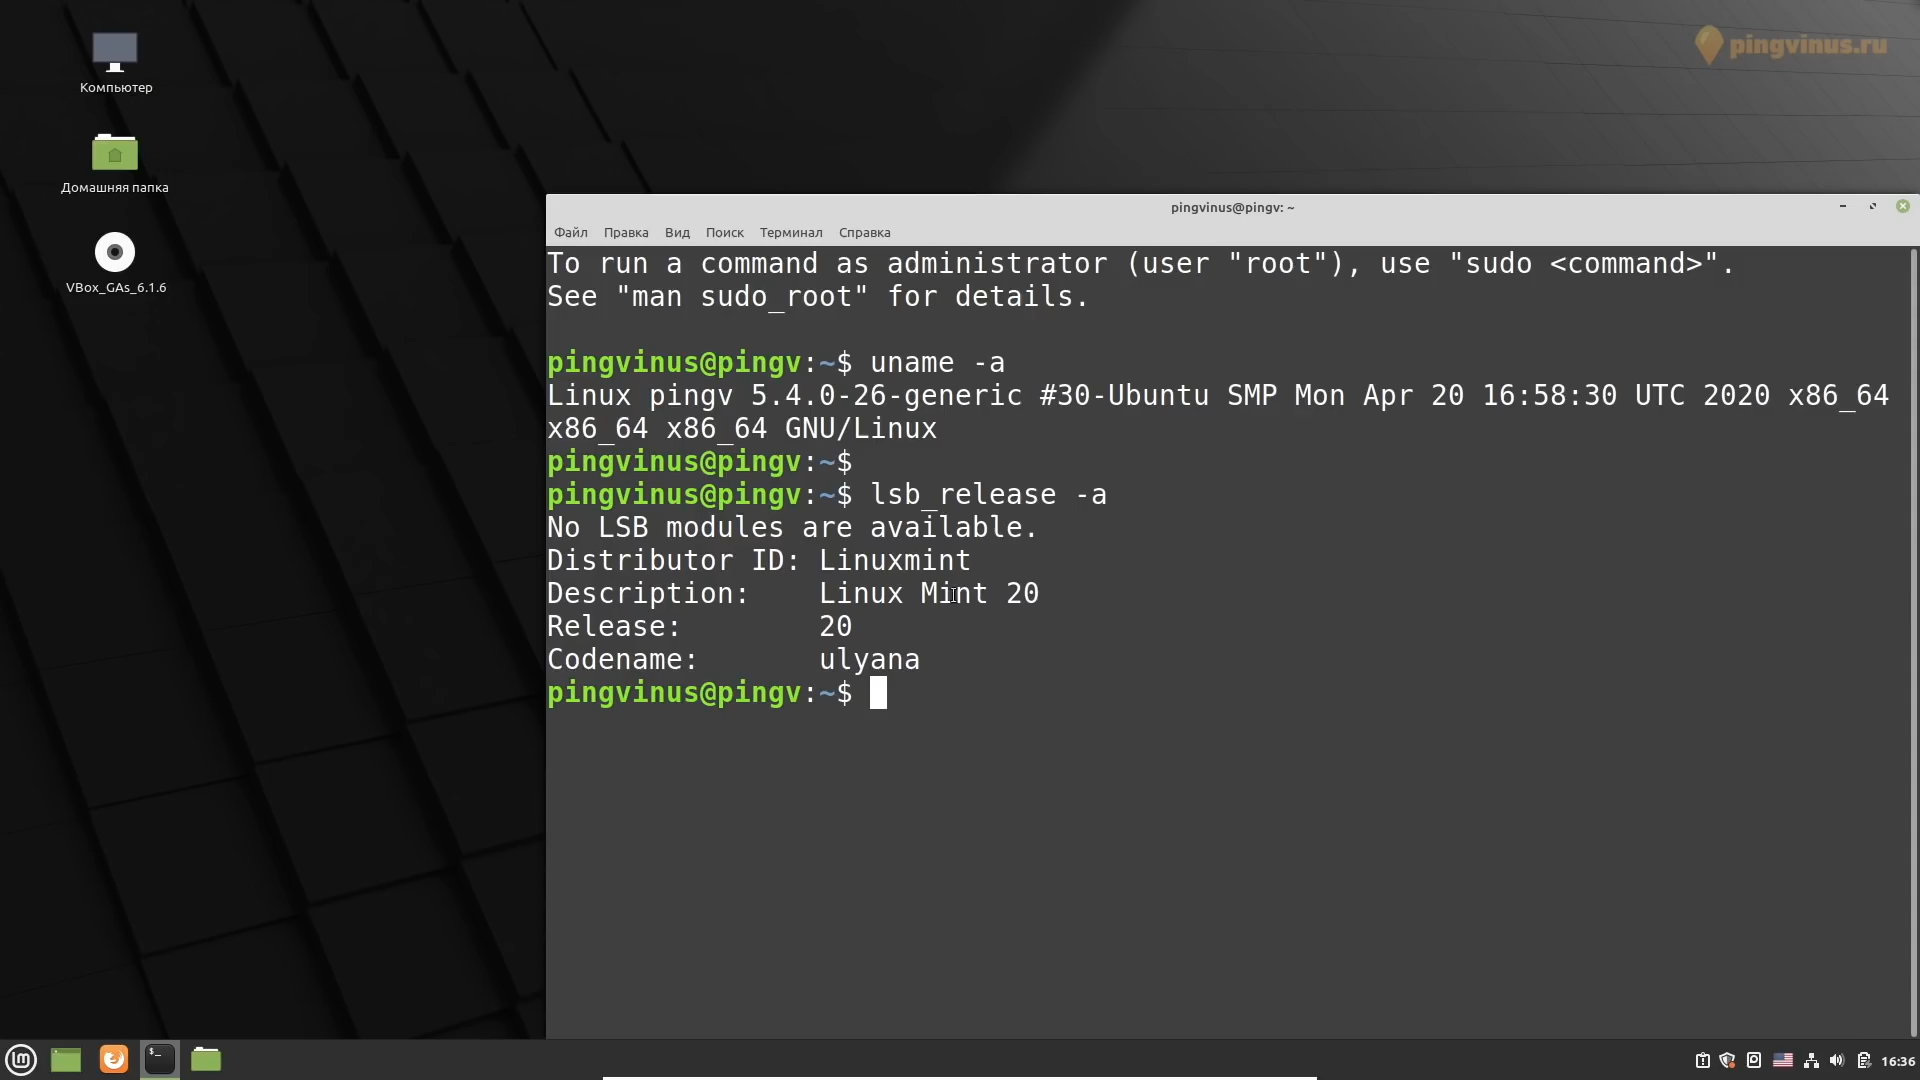 pingvinus.ru
Компьютер
Домашняя папка
VBox_GAs_6.1.6
pingvinus@pingv: ~
Файл Правка Вид Поиск Терминал Справка
To run a command as administrator (user "root"), use "sudo <command>".
See "man sudo_root" for details.
pingvinus@pingv:~$ uname -a
Linux pingv 5.4.0-26-generic #30-Ubuntu SMP Mon Apr 20 16:58:30 UTC 2020 x86_64
x86_64 x86_64 GNU/Linux
pingvinus@pingv:~$
pingvinus@pingv:~$ lsb_release -a
No LSB modules are available.
Distributor ID: Linuxmint
Description: Linux Mint 20
Release: 20
Codename: ulyana
pingvinus@pingv:~$
16:36